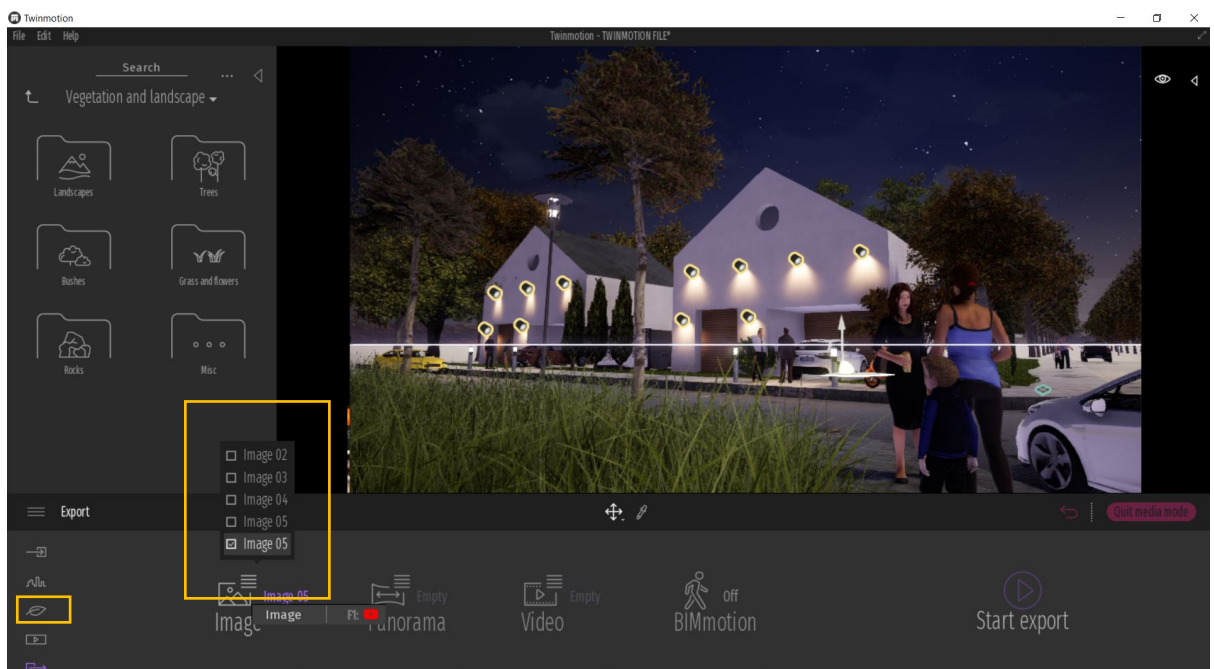 Twinmotion
File Edit Help
Twinmotion - TWINMOTION FILE*
Search
...
Vegetation and landscape
Landscapes
Trees
Bushes
Grass and flowers
Rocks
Misc
Image 02
Image 03
Image 04
Image 05
Image 05
Export
Quit media mode
Image 05
Empty
Empty
Off
Image
F1:
Panorama
Video
BIMmotion
Start export